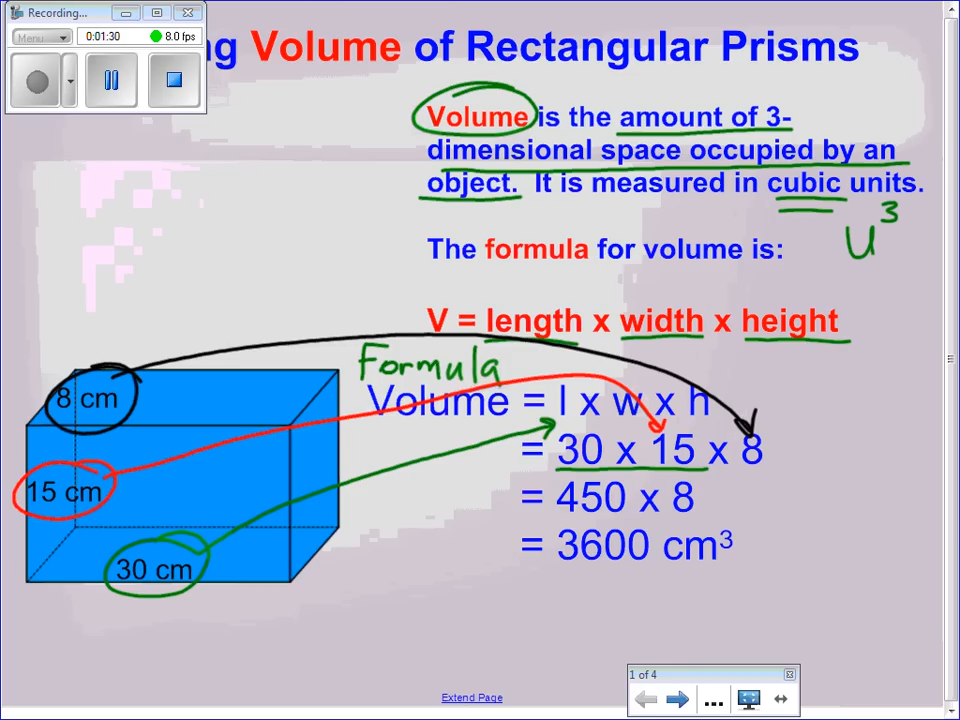 Recording...
Menu
0:01:30
8.0 fps
ng Volume of Rectangular Prisms
Volume is the amount of 3-
dimensional space occupied by an
object. It is measured in cubic units.
u³
The formula for volume is:
V = length x width x height
Formula
8 cm
Volume = l x w x h
15 cm
= 30 x 15 x 8
= 450 x 8
30 cm
= 3600 cm³
1 of 4
...
Extend Page